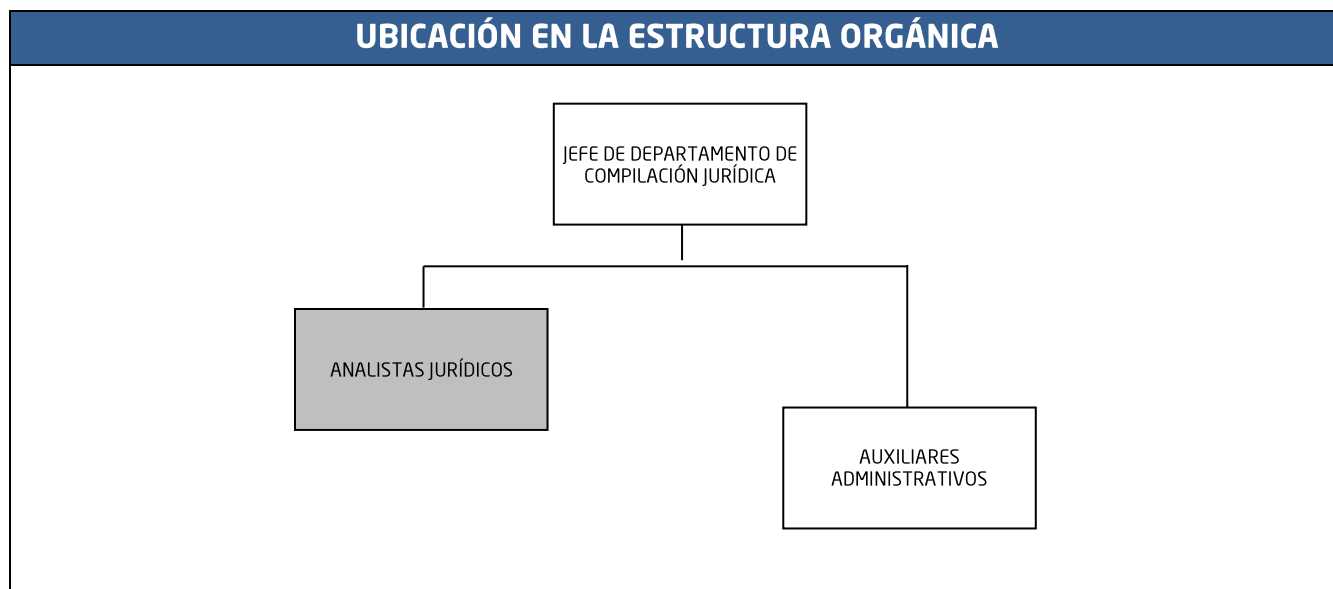 UBICACIÓN EN LA ESTRUCTURA ORGÁNICA
JEFE DE DEPARTAMENTO DE
COMPILACIÓN JURÍDICA
ANALISTAS JURÍDICOS
AUXILIARES
ADMINISTRATIVOS